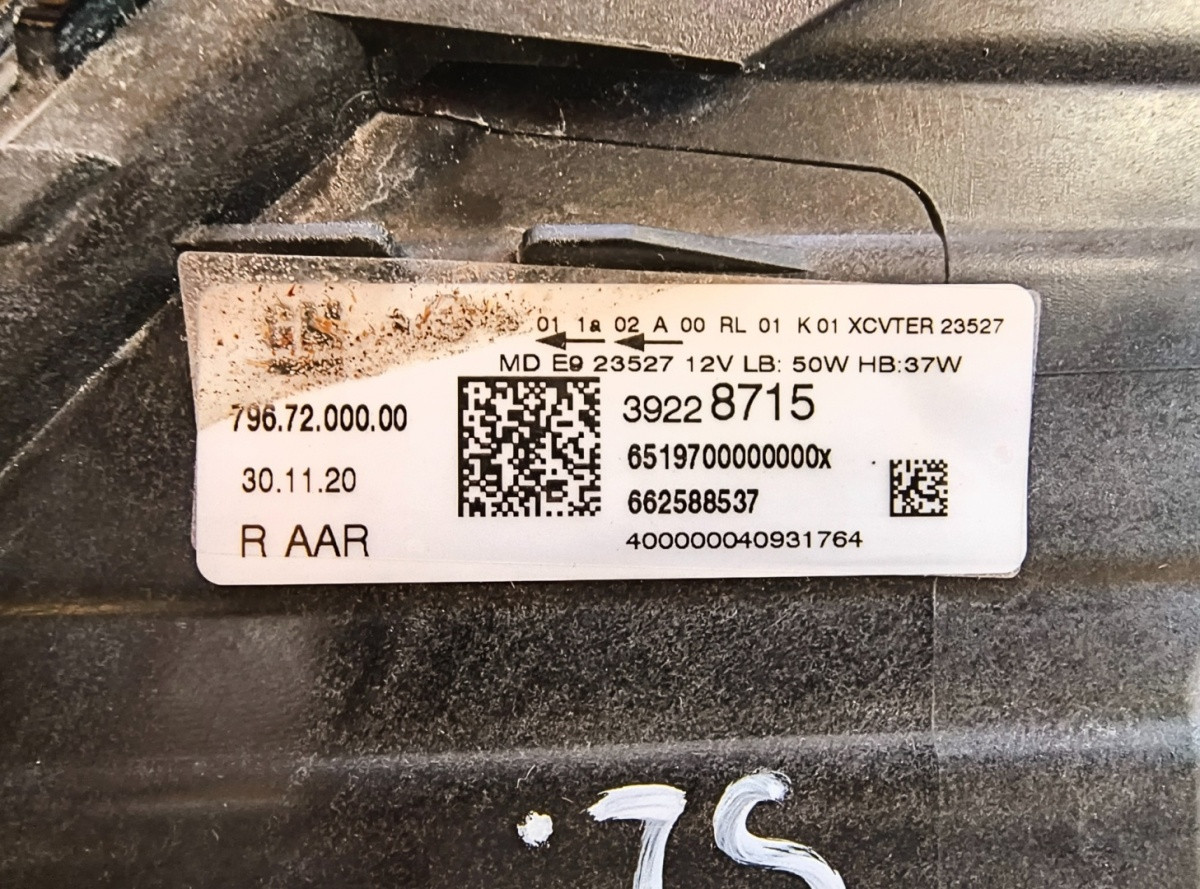 01 1a 02 A 00 RL 01 K 01 XCVTER 23527
MD E9 23527 12V LB: 50W HB:37W
796.72.000.00
3922 8715
6519700000000x
30.11.20
662588537
R AAR
400000040931764